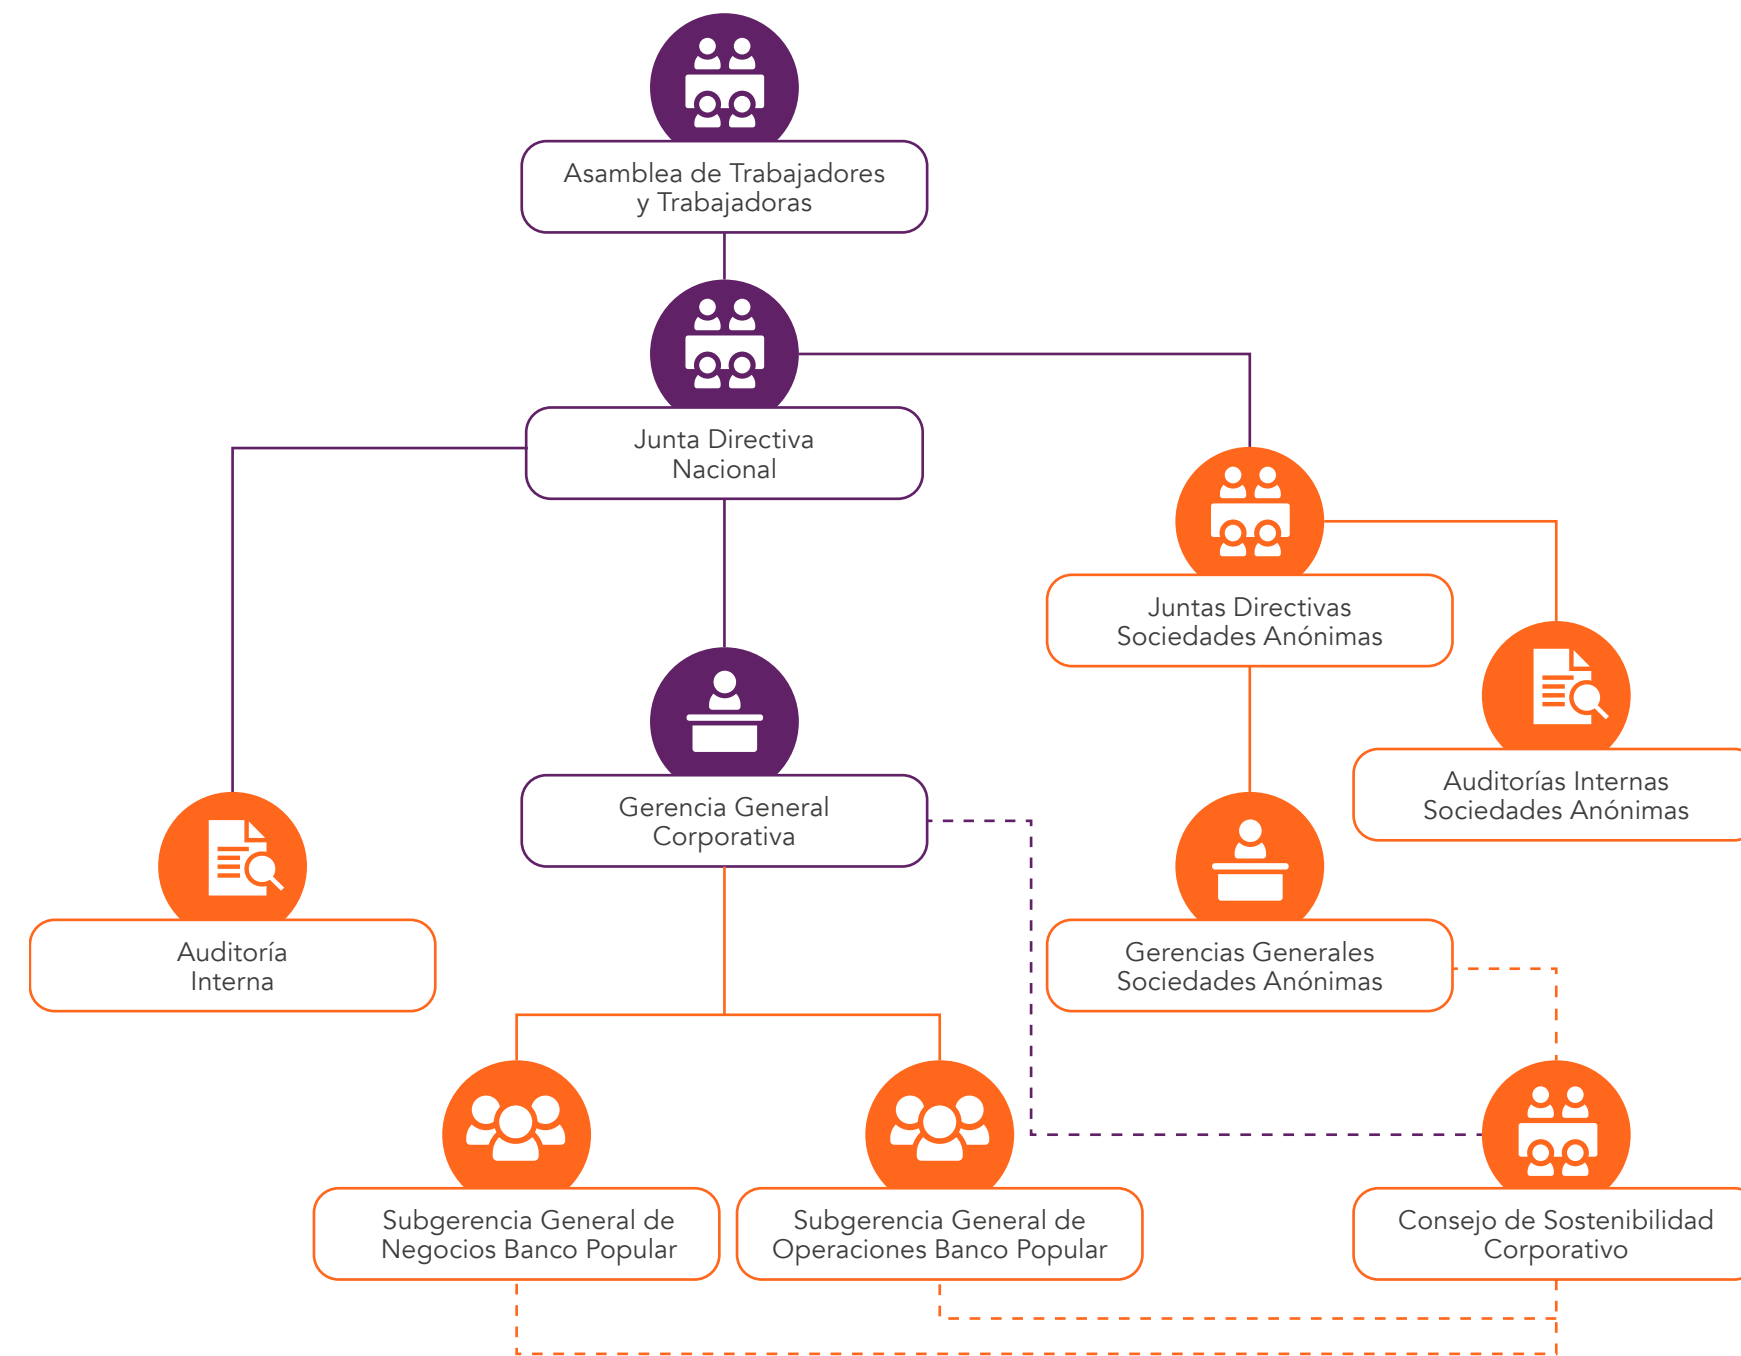 Asamblea de Trabajadores
y Trabajadoras
Junta Directiva
Nacional
Juntas Directivas
Sociedades Anónimas
Auditorías Internas
Sociedades Anónimas
Gerencia General
Corporativa
Auditoría
Interna
Gerencias Generales
Sociedades Anónimas
Subgerencia General de
Negocios Banco Popular
Subgerencia General de
Operaciones Banco Popular
Consejo de Sostenibilidad
Corporativo